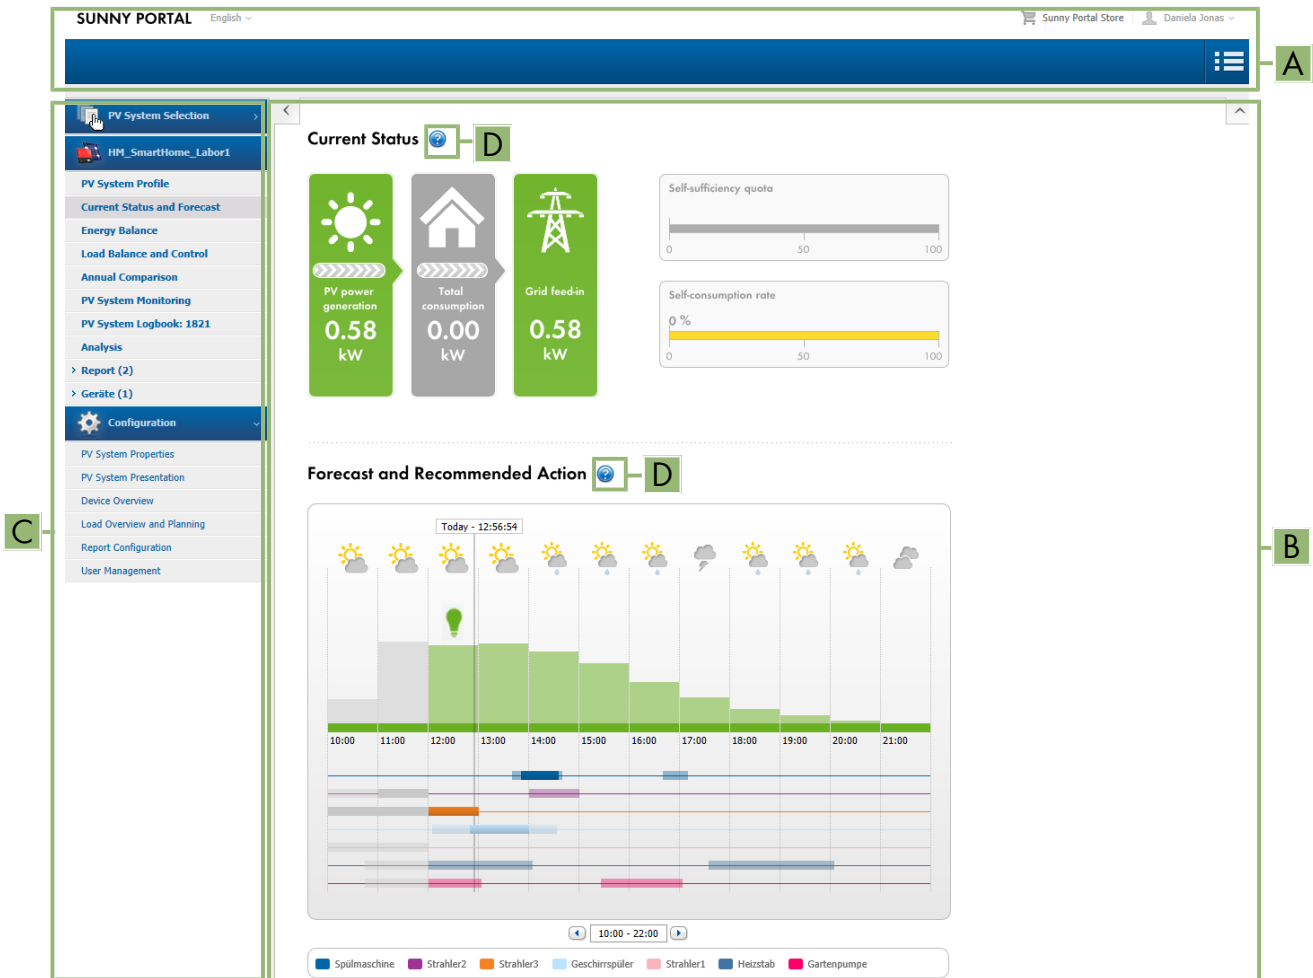 SUNNY PORTAL English
Sunny Portal Store Daniela Jonas
A
PV System Selection
HM_SmartHome_Labor1
PV System Profile
Current Status and Forecast
Energy Balance
Load Balance and Control
Annual Comparison
PV System Monitoring
PV System Logbook: 1821
Analysis
Report (2)
Geräte (1)
Configuration
PV System Properties
PV System Presentation
Device Overview
Load Overview and Planning
Report Configuration
User Management
C
Current Status ? D
PV power
generation
0.58
kW
Total
consumption
0.00
kW
Grid feed-in
0.58
kW
Self-sufficiency quota
0 50 100
Self-consumption rate
0 %
0 50 100
Forecast and Recommended Action ? D
B
Today - 12:56:54
10:00 11:00 12:00 13:00 14:00 15:00 16:00 17:00 18:00 19:00 20:00 21:00
10:00 - 22:00
Spülmaschine Strahler2 Strahler3 Geschirrspüler Strahler1 Heizstab Gartenpumpe